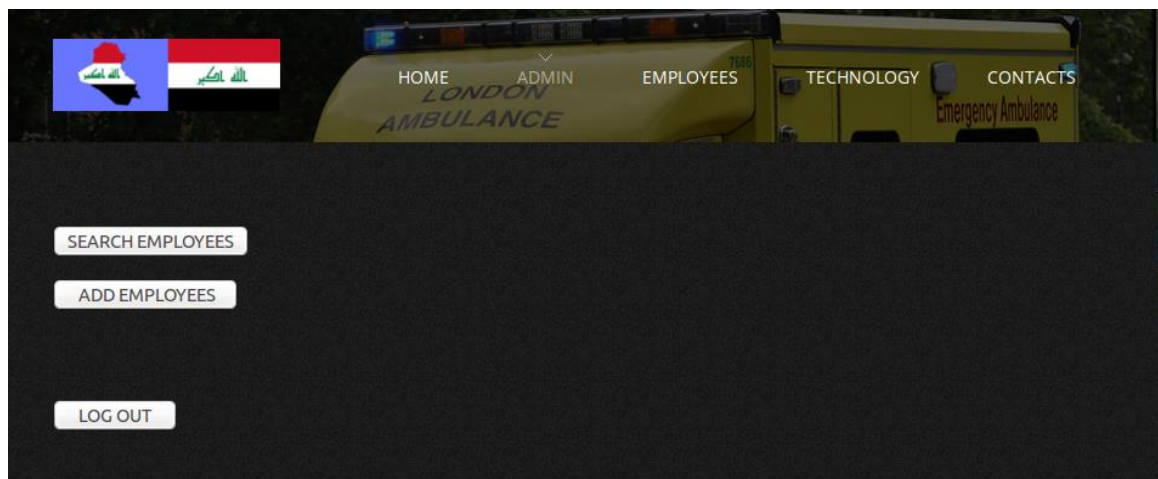 الله اكبر
الله اكبر
HOME ADMIN EMPLOYEES TECHNOLOGY CONTACTS
7666
LONDON
AMBULANCE
Emergency Ambulance
SEARCH EMPLOYEES
ADD EMPLOYEES
LOG OUT